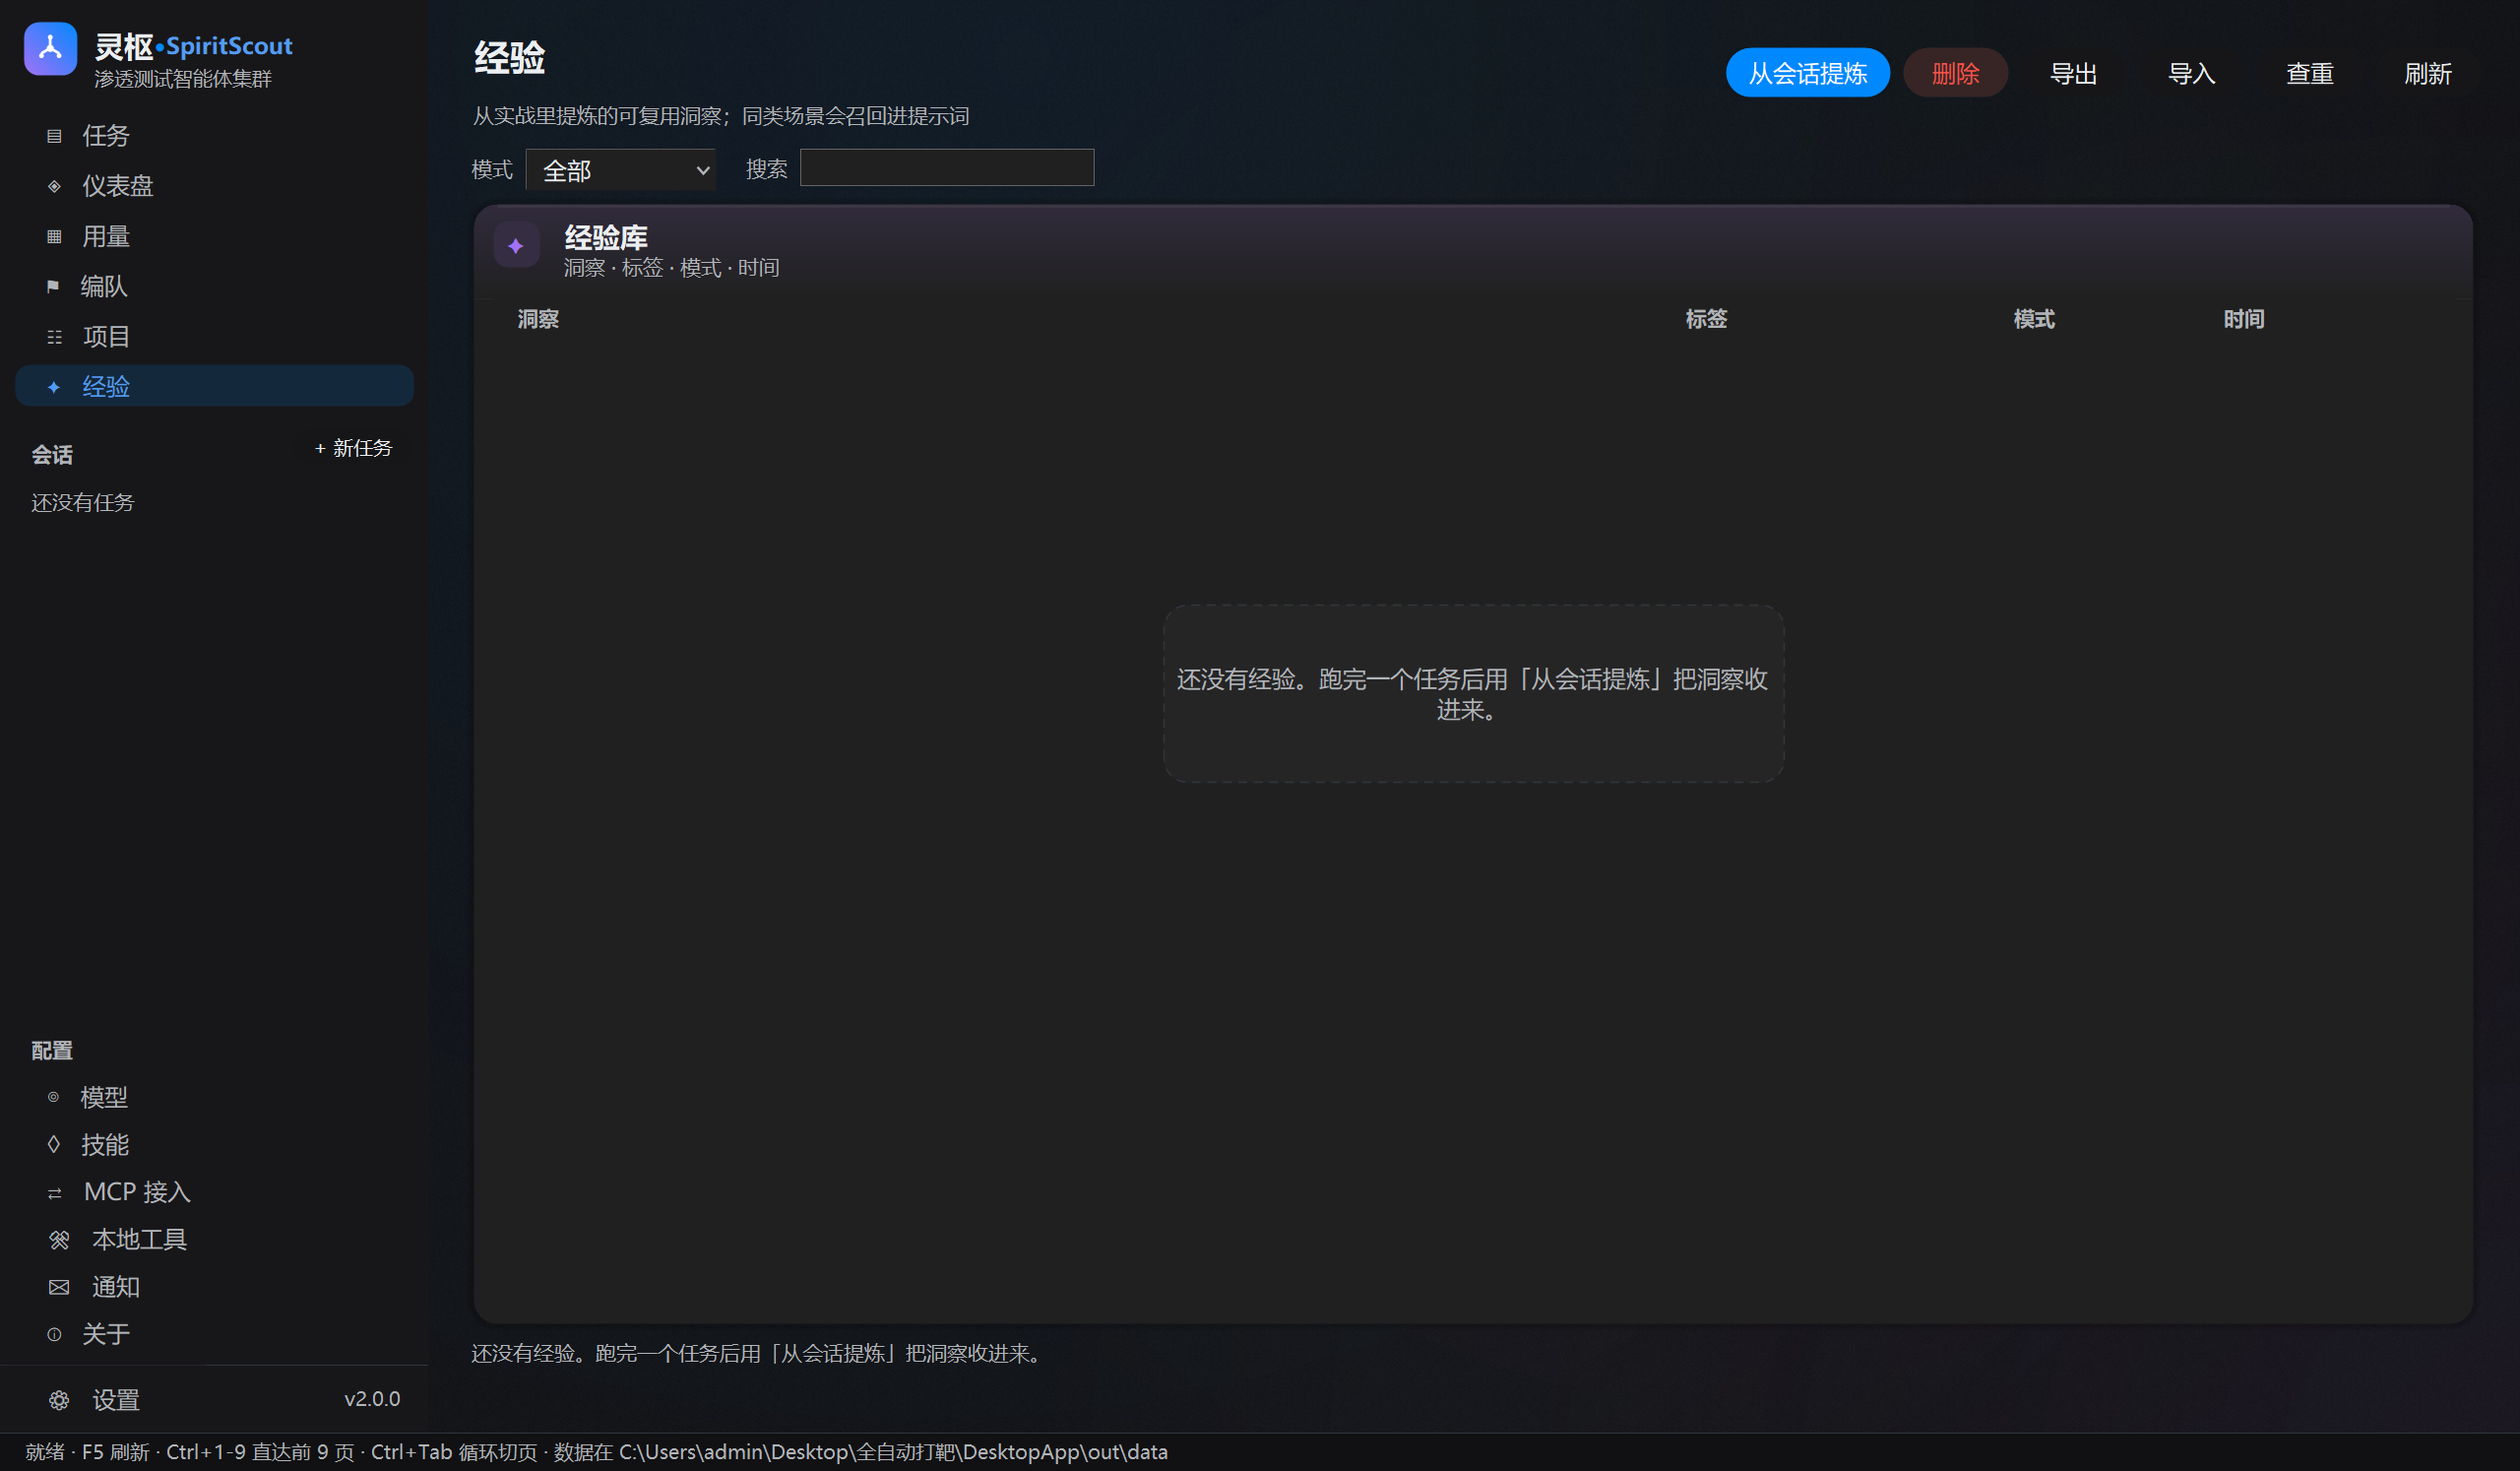 灵枢•SpiritScout
渗透测试智能体集群
任务
仪表盘
用量
编队
项目
经验
会话
+ 新任务
还没有任务
配置
模型
技能
MCP 接入
本地工具
通知
关于
设置
v2.0.0
经验
从会话提炼
删除
导出
导入
查重
刷新
从实战里提炼的可复用洞察；同类场景会召回进提示词
模式
全部
搜索
经验库
洞察 · 标签 · 模式 · 时间
洞察
标签
模式
时间
还没有经验。跑完一个任务后用「从会话提炼」把洞察收
进来。
还没有经验。跑完一个任务后用「从会话提炼」把洞察收进来。
就绪 · F5 刷新 · Ctrl+1-9 直达前 9 页 · Ctrl+Tab 循环切页 · 数据在 C:\Users\admin\Desktop\全自动打靶\DesktopApp\out\data